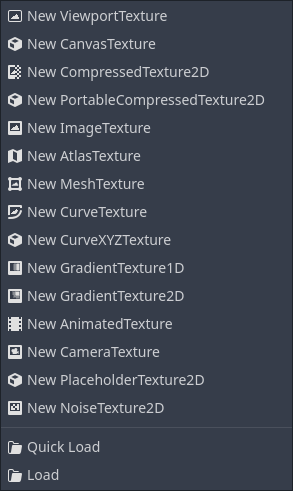 New ViewportTexture
New CanvasTexture
New CompressedTexture2D
New PortableCompressedTexture2D
New ImageTexture
New AtlasTexture
New MeshTexture
New CurveTexture
New CurveXYZTexture
New GradientTexture1D
New GradientTexture2D
New AnimatedTexture
New CameraTexture
New PlaceholderTexture2D
New NoiseTexture2D
Quick Load
Load